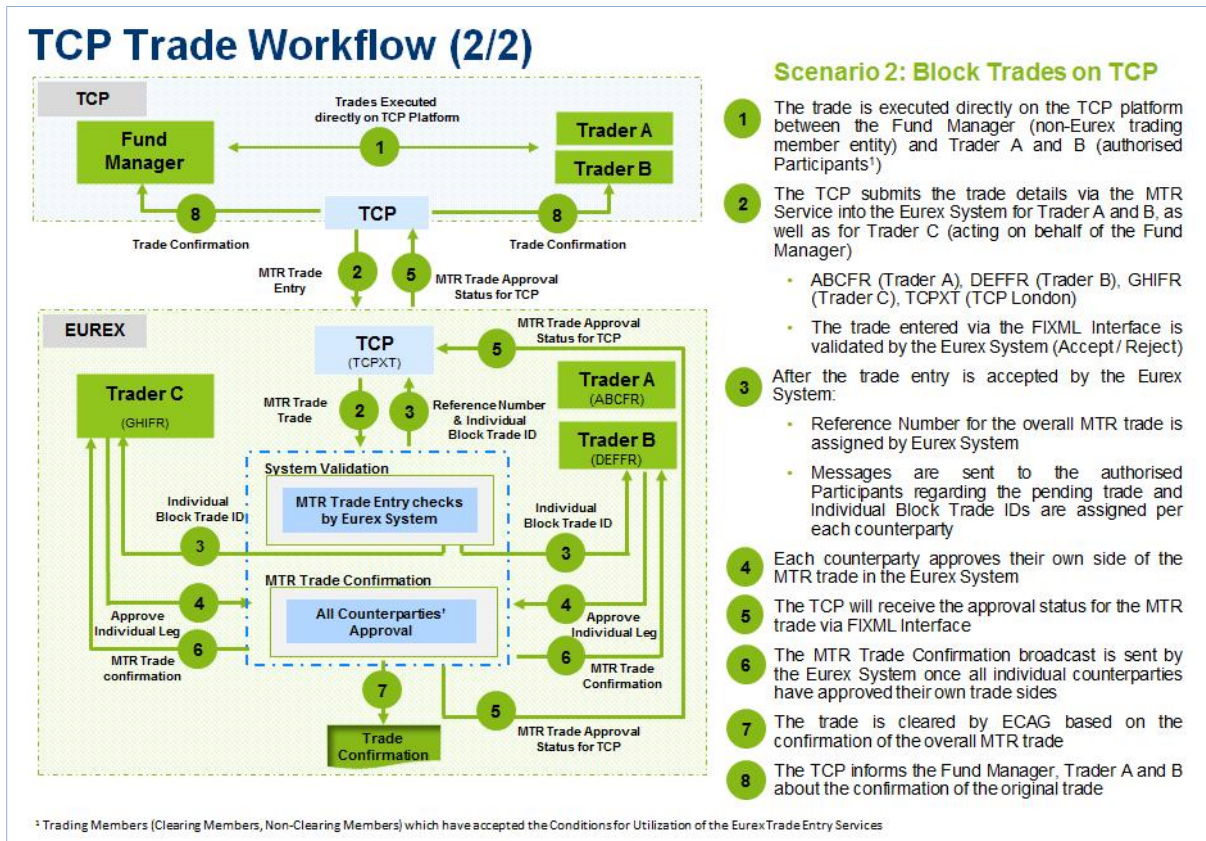 TCP Trade Workflow (2/2)
TCP
Trades Executed
directly on TCP Platform
1
Fund
Manager
Trader A
Trader B
8
Trade Confirmation
TCP
8
Trade Confirmation
MTR Trade
Entry
2
5
MTR Trade Approval
Status for TCP
EUREX
TCP
(TCPXT)
MTR Trade Approval
Status for TCP
5
Trader C
(GHIFR)
Trader A
(ABCFR)
Trader B
(DEFFR)
MTR Trade
Trade
2
3
Reference Number
& Individual
Block Trade ID
System Validation
MTR Trade Entry checks
by Eurex System
Individual
Block Trade ID
3
Individual
Block Trade ID
3
MTR Trade Confirmation
All Counterparties'
Approval
4
Approve
Individual Leg
6
MTR Trade
confirmation
4
Approve
Individual Leg
6
MTR Trade
Confirmation
7
Trade
Confirmation
5
MTR Trade Approval
Status for TCP
Scenario 2: Block Trades on TCP
1
The trade is executed directly on the TCP platform
between the Fund Manager (non-Eurex trading
member entity) and Trader A and B (authorised
Participants¹)
2
The TCP submits the trade details via the MTR
Service into the Eurex System for Trader A and B, as
well as for Trader C (acting on behalf of the Fund
Manager)
• ABCFR (Trader A), DEFFR (Trader B), GHIFR
(Trader C), TCPXT (TCP London)
• The trade entered via the FIXML Interface is
validated by the Eurex System (Accept / Reject)
3
After the trade entry is accepted by the Eurex
System:
• Reference Number for the overall MTR trade is
assigned by Eurex System
• Messages are sent to the authorised
Participants regarding the pending trade and
Individual Block Trade IDs are assigned per
each counterparty
4
Each counterparty approves their own side of the
MTR trade in the Eurex System
5
The TCP will receive the approval status for the MTR
trade via FIXML Interface
6
The MTR Trade Confirmation broadcast is sent by
the Eurex System once all individual counterparties
have approved their own trade sides
7
The trade is cleared by ECAG based on the
confirmation of the overall MTR trade
8
The TCP informs the Fund Manager, Trader A and B
about the confirmation of the original trade
¹ Trading Members (Clearing Members, Non-Clearing Members) which have accepted the Conditions for Utilization of the Eurex Trade Entry Services